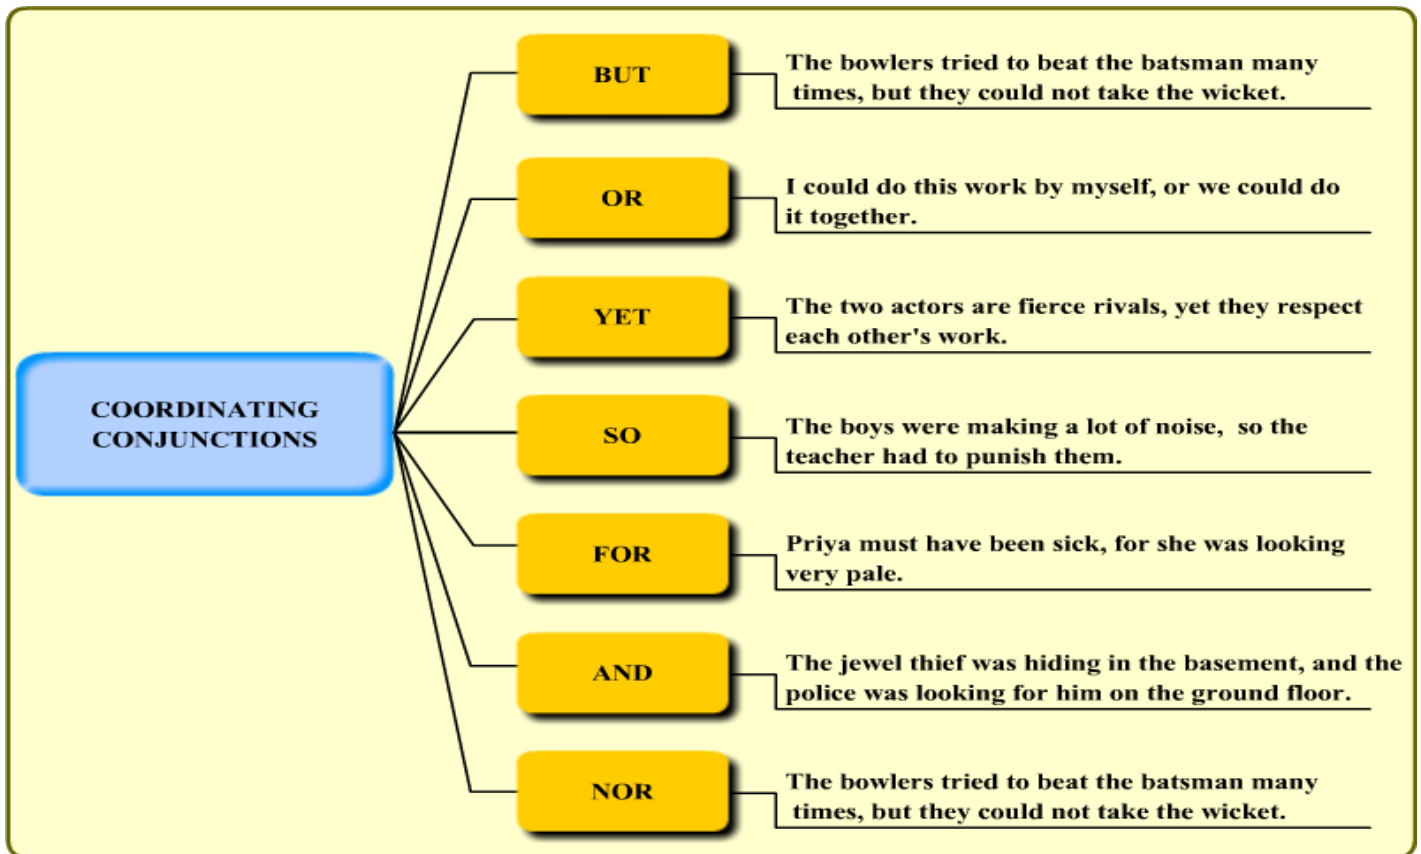 BUT
The bowlers tried to beat the batsman many
times, but they could not take the wicket.
OR
I could do this work by myself, or we could do
it together.
YET
The two actors are fierce rivals, yet they respect
each other's work.
COORDINATING
CONJUNCTIONS
SO
The boys were making a lot of noise, so the
teacher had to punish them.
FOR
Priya must have been sick, for she was looking
very pale.
AND
The jewel thief was hiding in the basement, and the
police was looking for him on the ground floor.
NOR
The bowlers tried to beat the batsman many
times, but they could not take the wicket.